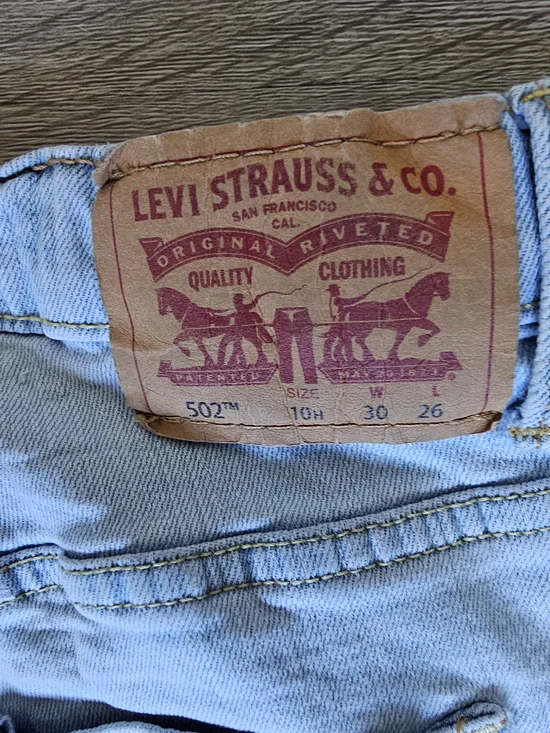 LEVI STRAUSS & CO.
SAN FRANCISCO
CAL.
ORIGINAL RIVETED
QUALITY CLOTHING
PATENTED MAY 20 1873 ®
SIZE W L
502™ 10H 30 26